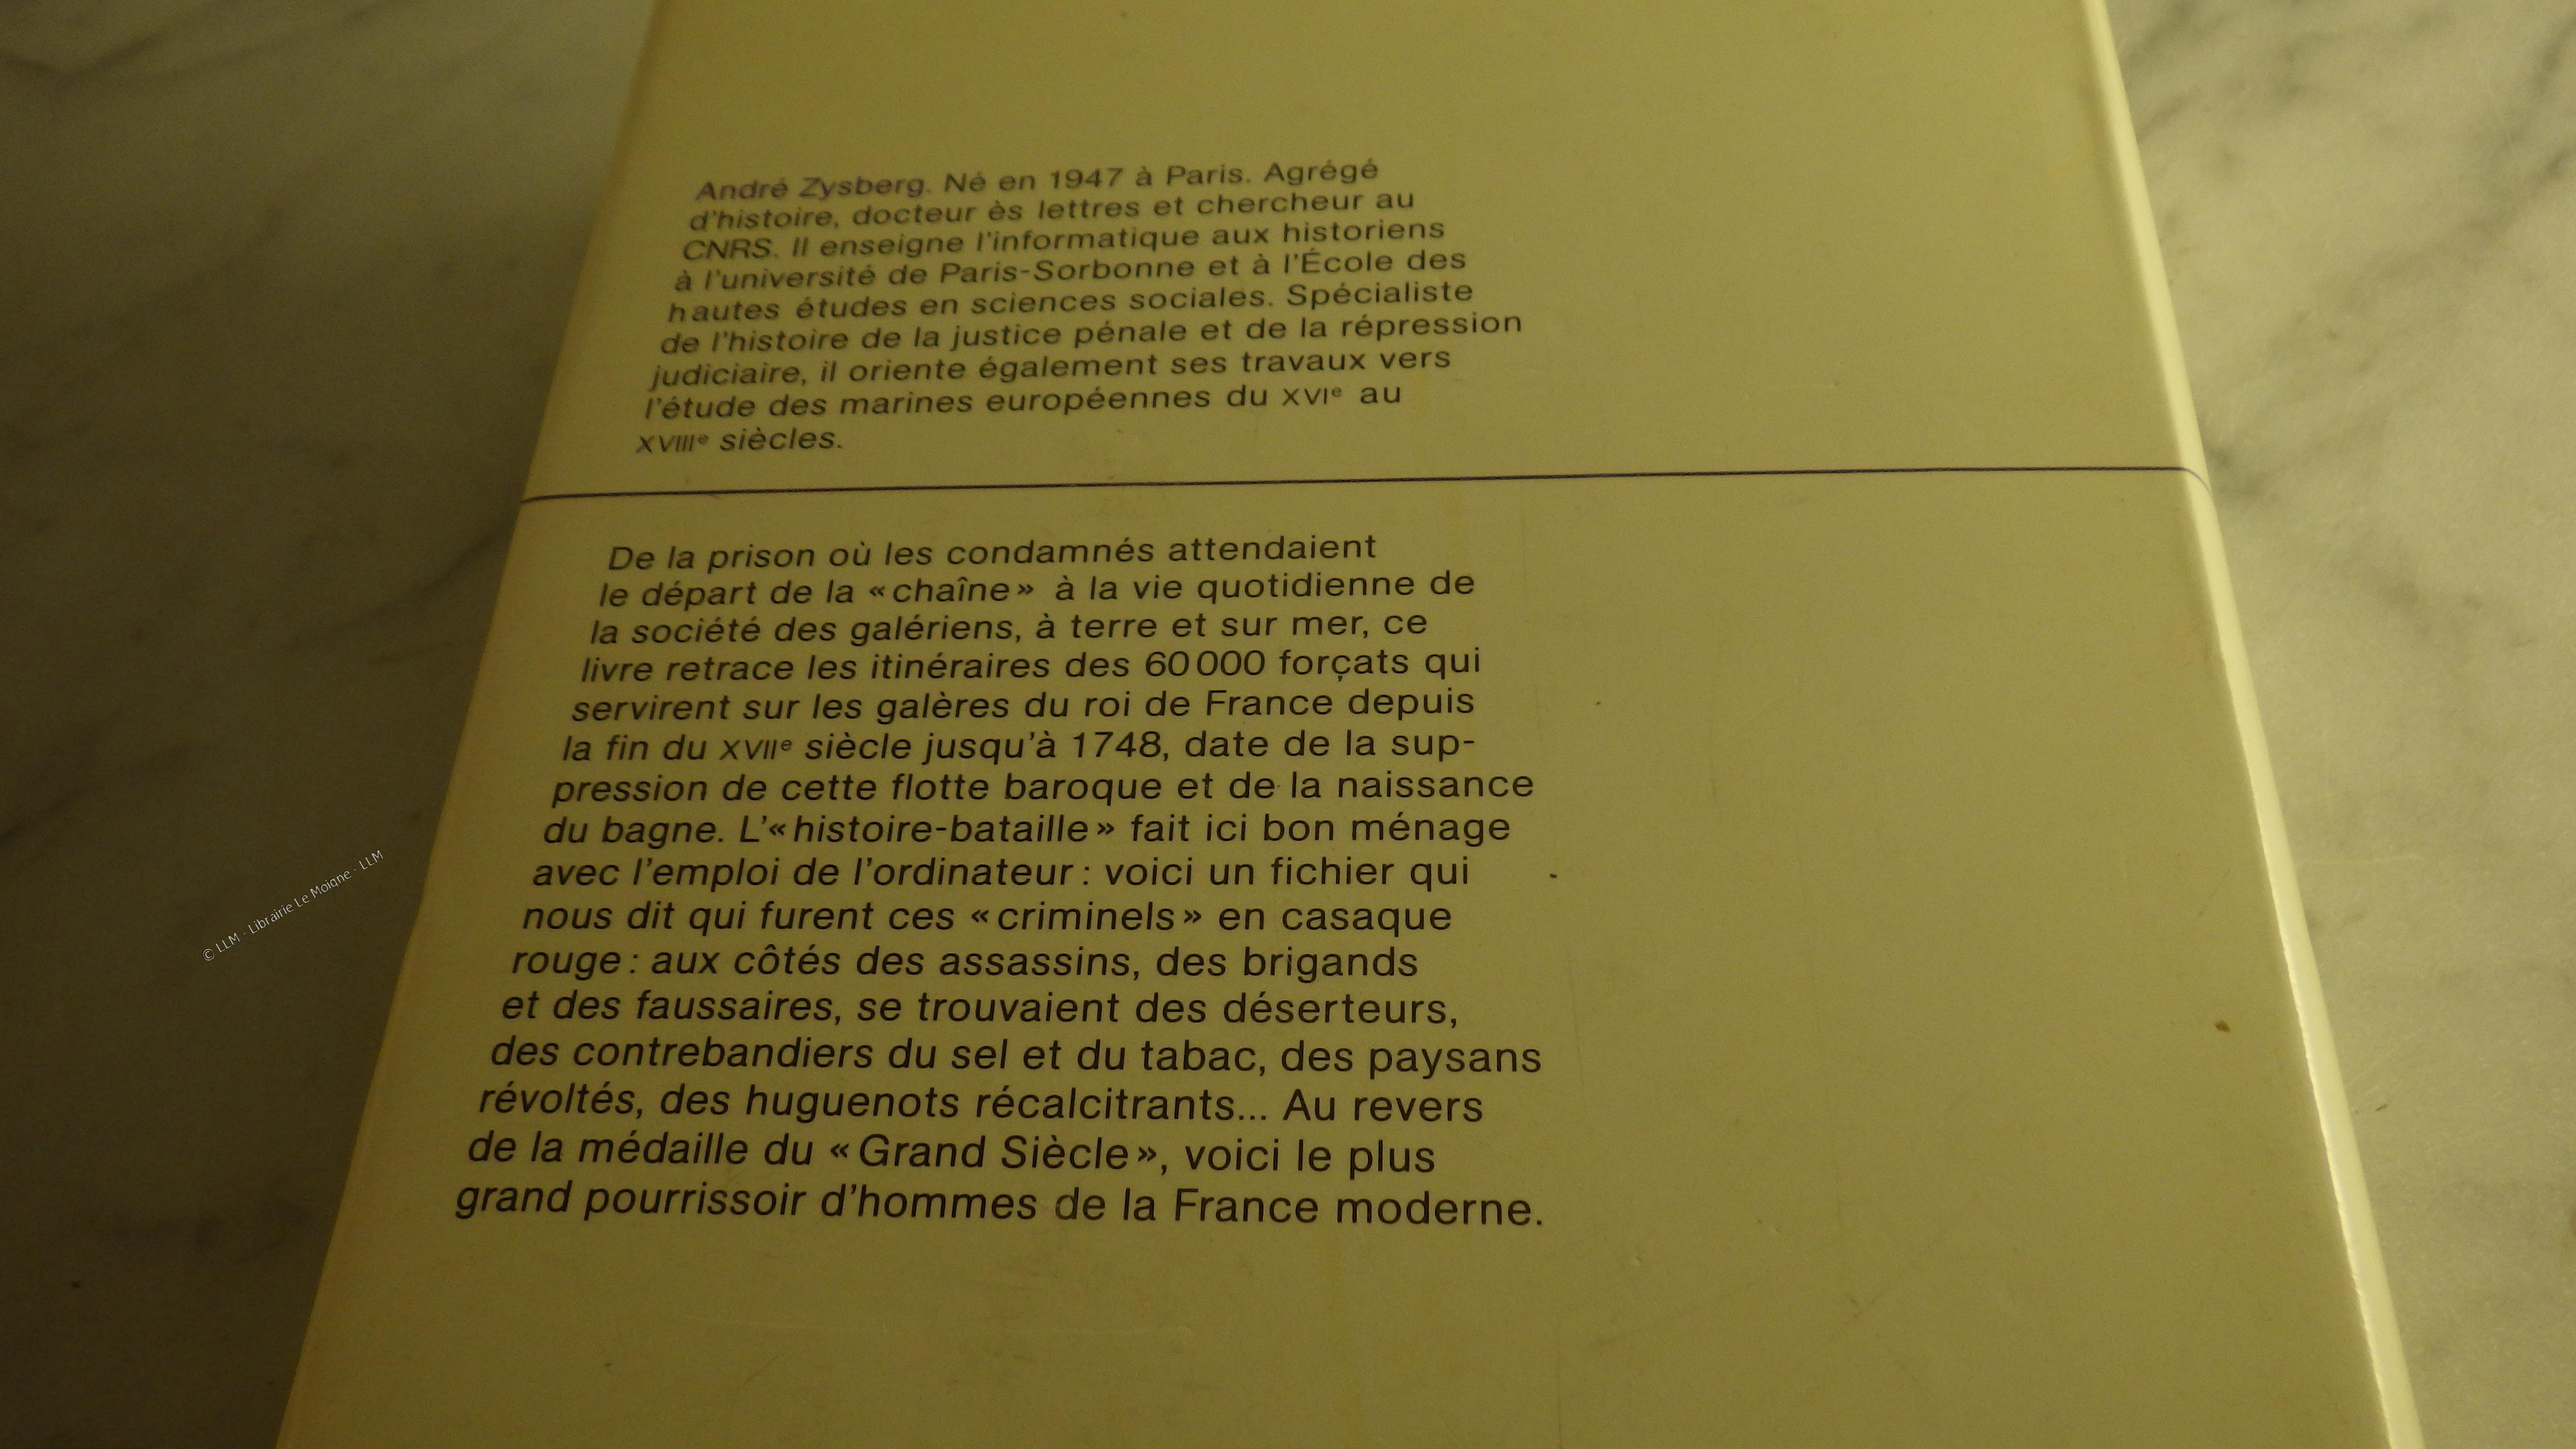 André Zysberg. Né en 1947 à Paris. Agrégé
d'histoire, docteur ès lettres et chercheur au
CNRS. Il enseigne l'informatique aux historiens
à l'université de Paris-Sorbonne et à l'École des
hautes études en sciences sociales. Spécialiste
de l'histoire de la justice pénale et de la répression
judiciaire, il oriente également ses travaux vers
l'étude des marines européennes du XVIe au
XVIIIe siècles.
De la prison où les condamnés attendaient
le départ de la «chaîne» à la vie quotidienne de
la société des galériens, à terre et sur mer, ce
livre retrace les itinéraires des 60 000 forçats qui
servirent sur les galères du roi de France depuis
la fin du XVIIe siècle jusqu'à 1748, date de la sup-
pression de cette flotte baroque et de la naissance
du bagne. L'«histoire-bataille» fait ici bon ménage
avec l'emploi de l'ordinateur : voici un fichier qui
nous dit qui furent ces «criminels» en casaque
rouge : aux côtés des assassins, des brigands
et des faussaires, se trouvaient des déserteurs,
des contrebandiers du sel et du tabac, des paysans
révoltés, des huguenots récalcitrants... Au revers
de la médaille du «Grand Siècle», voici le plus
grand pourrissoir d'hommes de la France moderne.
© LLM - Librairie Le Moigne - LLM